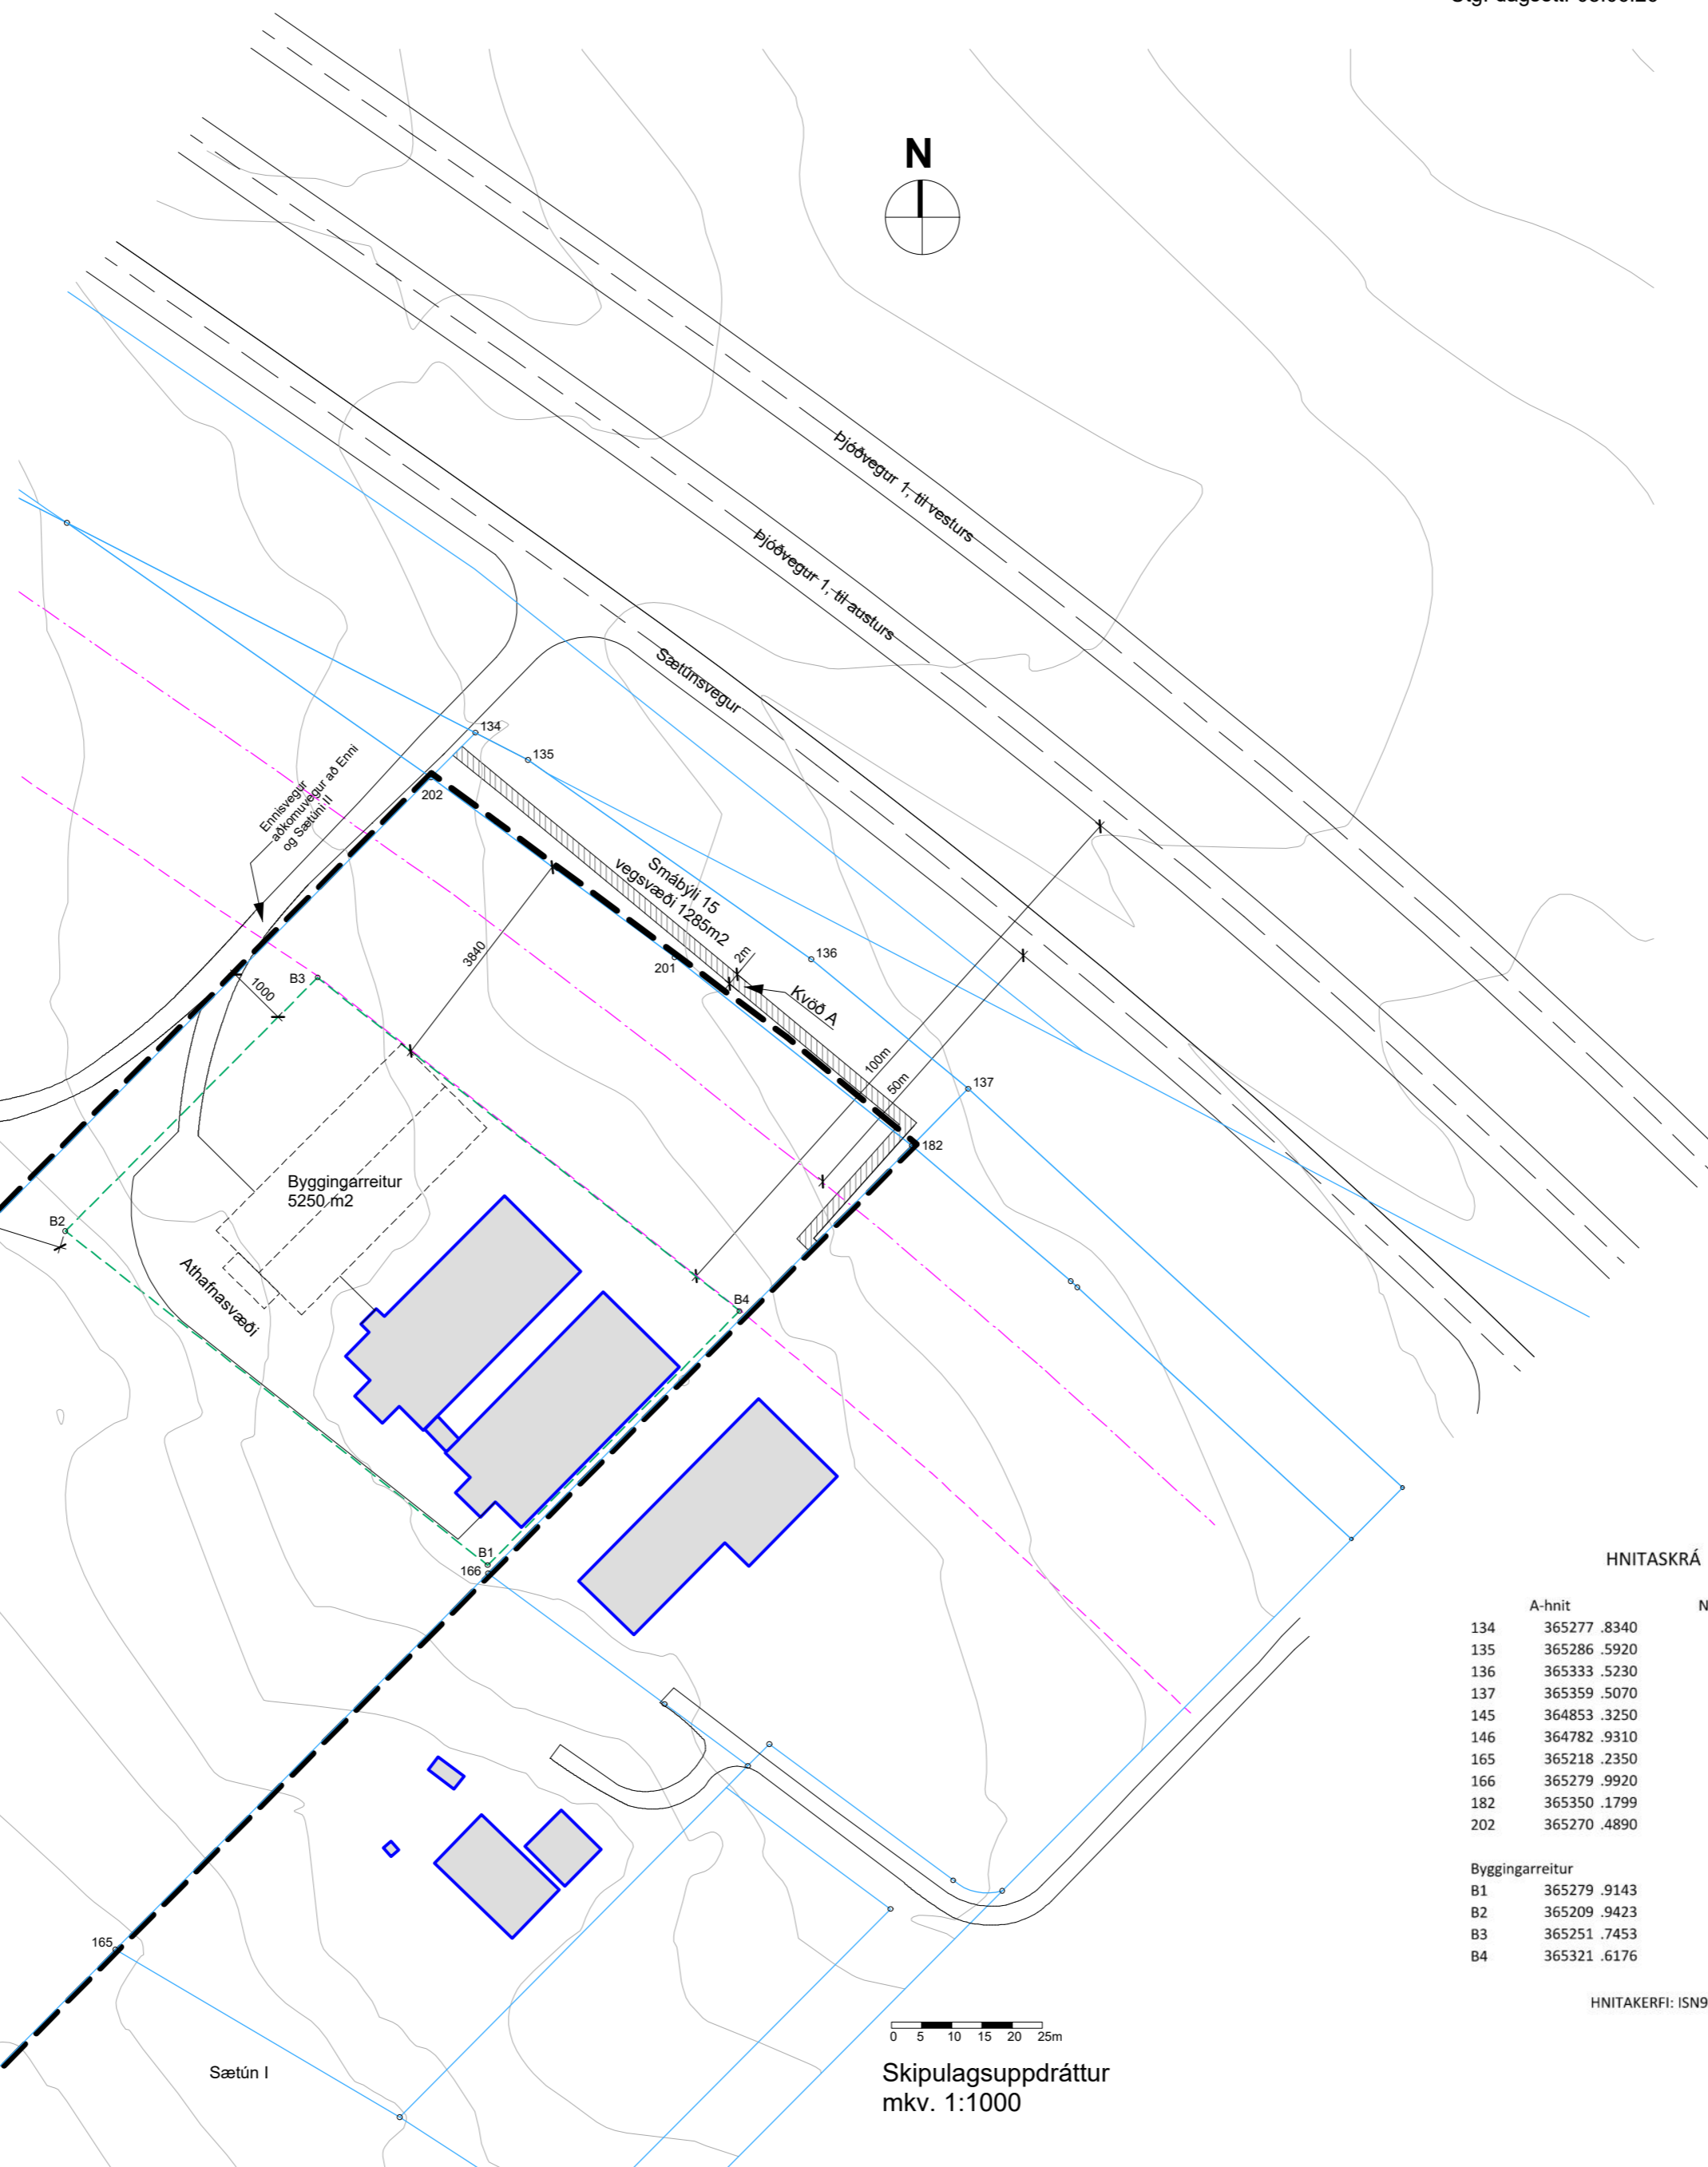 N
Þjóðvegur 1, til vesturs
Þjóðvegur 1, til austurs
Sætúnsvegur
134
135
202
Ennisvegur
aðkomuvegur að Enni
og Sætúni II
Smábýli 15
vegsvæði 1285m2
3840
2m
201
136
Kvöð A
B3
1000
100m
50m
137
182
Byggingarreitur
5250 m2
B2
Athafnasvæði
B4
B1
166
165
Sætún I
HNITASKRÁ
A-hnit N
134 365277 .8340
135 365286 .5920
136 365333 .5230
137 365359 .5070
145 364853 .3250
146 364782 .9310
165 365218 .2350
166 365279 .9920
182 365350 .1799
202 365270 .4890
Byggingarreitur
B1 365279 .9143
B2 365209 .9423
B3 365251 .7453
B4 365321 .6176
HNITAKERFI: ISN9
0 5 10 15 20 25m
Skipulagsuppdráttur
mkv. 1:1000